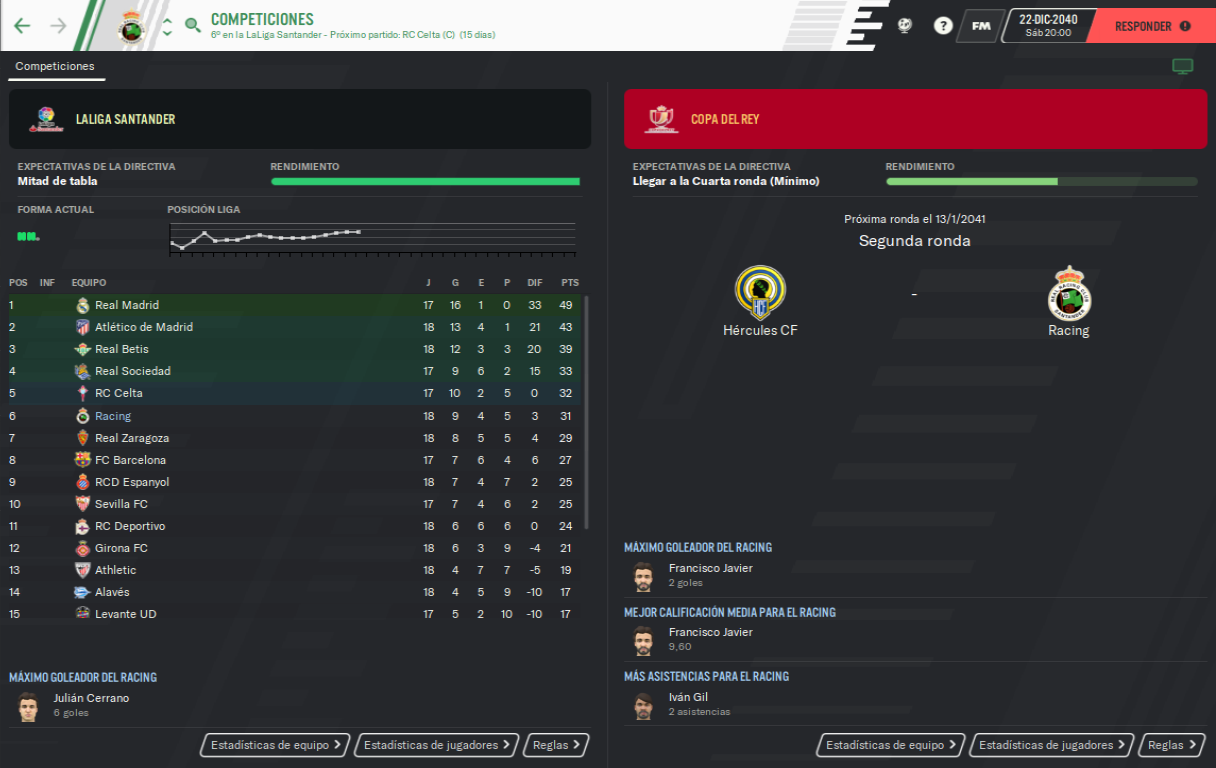 COMPETICIONES
6º en la LaLiga Santander - Próximo partido: RC Celta (C) (15 días)
?
FM
22-DIC-2040
Sáb 20:00
RESPONDER
Competiciones
LALIGA SANTANDER
EXPECTATIVAS DE LA DIRECTIVA RENDIMIENTO
Mitad de tabla
FORMA ACTUAL POSICIÓN LIGA
POS INF EQUIPO J G E P DIF PTS
1 Real Madrid 17 16 1 0 33 49
2 Atlético de Madrid 18 13 4 1 21 43
3 Real Betis 18 12 3 3 20 39
4 Real Sociedad 17 9 6 2 15 33
5 RC Celta 17 10 2 5 0 32
6 Racing 18 9 4 5 3 31
7 Real Zaragoza 18 8 5 5 4 29
8 FC Barcelona 17 7 6 4 6 27
9 RCD Espanyol 18 7 4 7 2 25
10 Sevilla FC 17 7 4 6 2 25
11 RC Deportivo 18 6 6 6 0 24
12 Girona FC 18 6 3 9 -4 21
13 Athletic 18 4 7 7 -5 19
14 Alavés 18 4 5 9 -10 17
15 Levante UD 17 5 2 10 -10 17
MÁXIMO GOLEADOR DEL RACING
Julián Cerrano
6 goles
Estadísticas de equipo > Estadísticas de jugadores > Reglas >
COPA DEL REY
EXPECTATIVAS DE LA DIRECTIVA RENDIMIENTO
Llegar a la Cuarta ronda (Mínimo)
Próxima ronda el 13/1/2041
Segunda ronda
Hércules CF - Racing
MÁXIMO GOLEADOR DEL RACING
Francisco Javier
2 goles
MEJOR CALIFICACIÓN MEDIA PARA EL RACING
Francisco Javier
9,60
MÁS ASISTENCIAS PARA EL RACING
Iván Gil
2 asistencias
Estadísticas de equipo > Estadísticas de jugadores > Reglas >